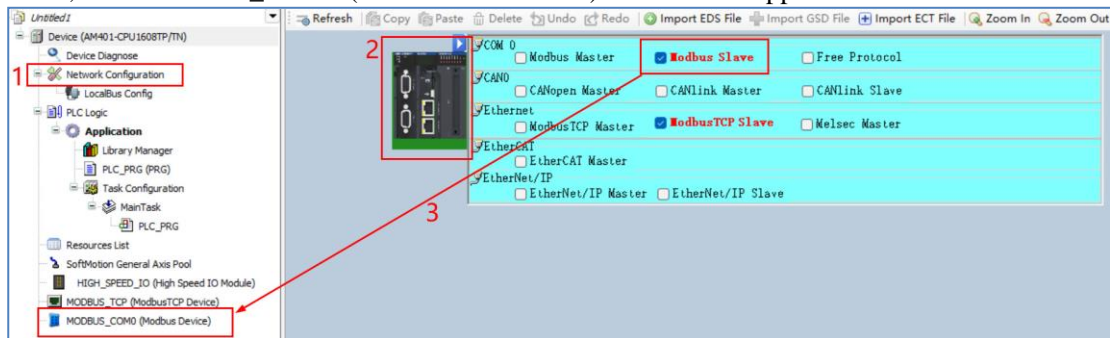 Untitled1
Device (AM401-CPU1608TP/TN)
Device Diagnose
1
Network Configuration
LocalBus Config
PLC Logic
Application
Library Manager
PLC_PRG (PRG)
Task Configuration
MainTask
PLC_PRG
Resources List
SoftMotion General Axis Pool
HIGH_SPEED_IO (High Speed IO Module)
MODBUS_TCP (ModbusTCP Device)
MODBUS_COM0 (Modbus Device)
Refresh Copy Paste Delete Undo Redo Import EDS File Import GSD File Import ECT File Zoom In Zoom Out
2
COM 0
Modbus Master Modbus Slave Free Protocol
CAN0
CANopen Master CANlink Master CANlink Slave
Ethernet
ModbusTCP Master ModbusTCP Slave Melsec Master
EtherCAT
EtherCAT Master
EtherNet/IP
EtherNet/IP Master EtherNet/IP Slave
3